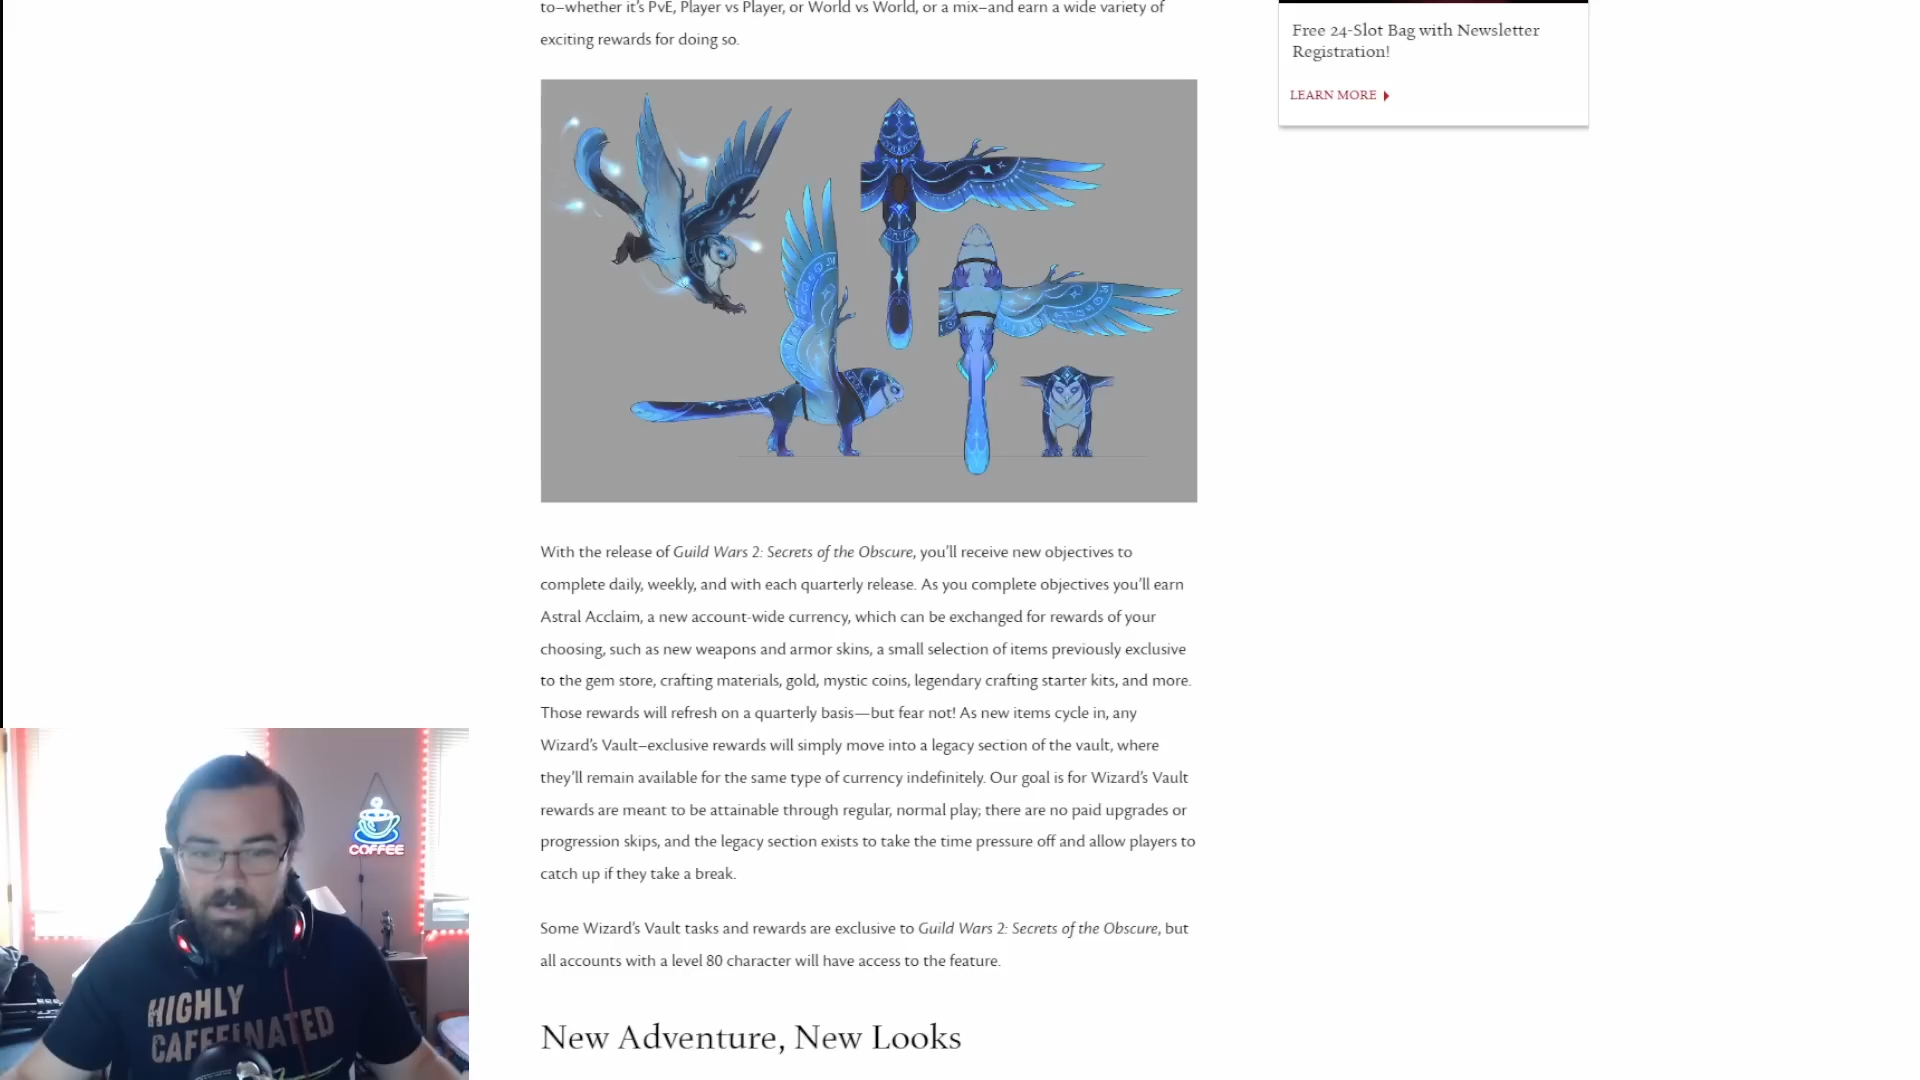 to–whether it's PvE, Player vs Player, or World vs World, or a mix–and earn a wide variety of
exciting rewards for doing so.
Free 24-Slot Bag with Newsletter
Registration!
LEARN MORE
With the release of Guild Wars 2: Secrets of the Obscure, you'll receive new objectives to
complete daily, weekly, and with each quarterly release. As you complete objectives you'll earn
Astral Acclaim, a new account-wide currency, which can be exchanged for rewards of your
choosing, such as new weapons and armor skins, a small selection of items previously exclusive
to the gem store, crafting materials, gold, mystic coins, legendary crafting starter kits, and more.
Those rewards will refresh on a quarterly basis—but fear not! As new items cycle in, any
Wizard's Vault–exclusive rewards will simply move into a legacy section of the vault, where
they'll remain available for the same type of currency indefinitely. Our goal is for Wizard's Vault
rewards are meant to be attainable through regular, normal play; there are no paid upgrades or
progression skips, and the legacy section exists to take the time pressure off and allow players to
catch up if they take a break.
Some Wizard's Vault tasks and rewards are exclusive to Guild Wars 2: Secrets of the Obscure, but
all accounts with a level 80 character will have access to the feature.
New Adventure, New Looks
COFFEE
HIGHLY
CAFFEINATED